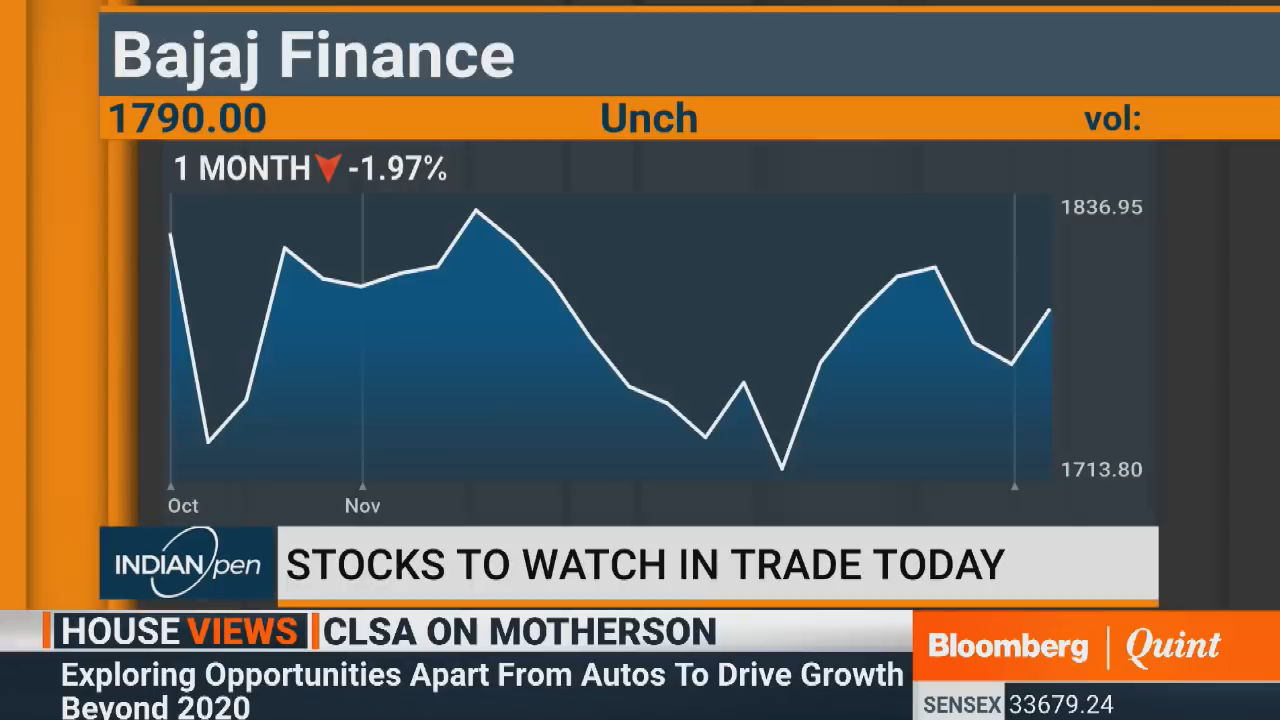 Bajaj Finance
1790.00 Unch vol:
1 MONTH -1.97%
1836.95
1713.80
Oct Nov
INDIAN Open STOCKS TO WATCH IN TRADE TODAY
HOUSE VIEWS CLSA ON MOTHERSON
Exploring Opportunities Apart From Autos To Drive Growth
Beyond 2020
Bloomberg | Quint
SENSEX 33679.24